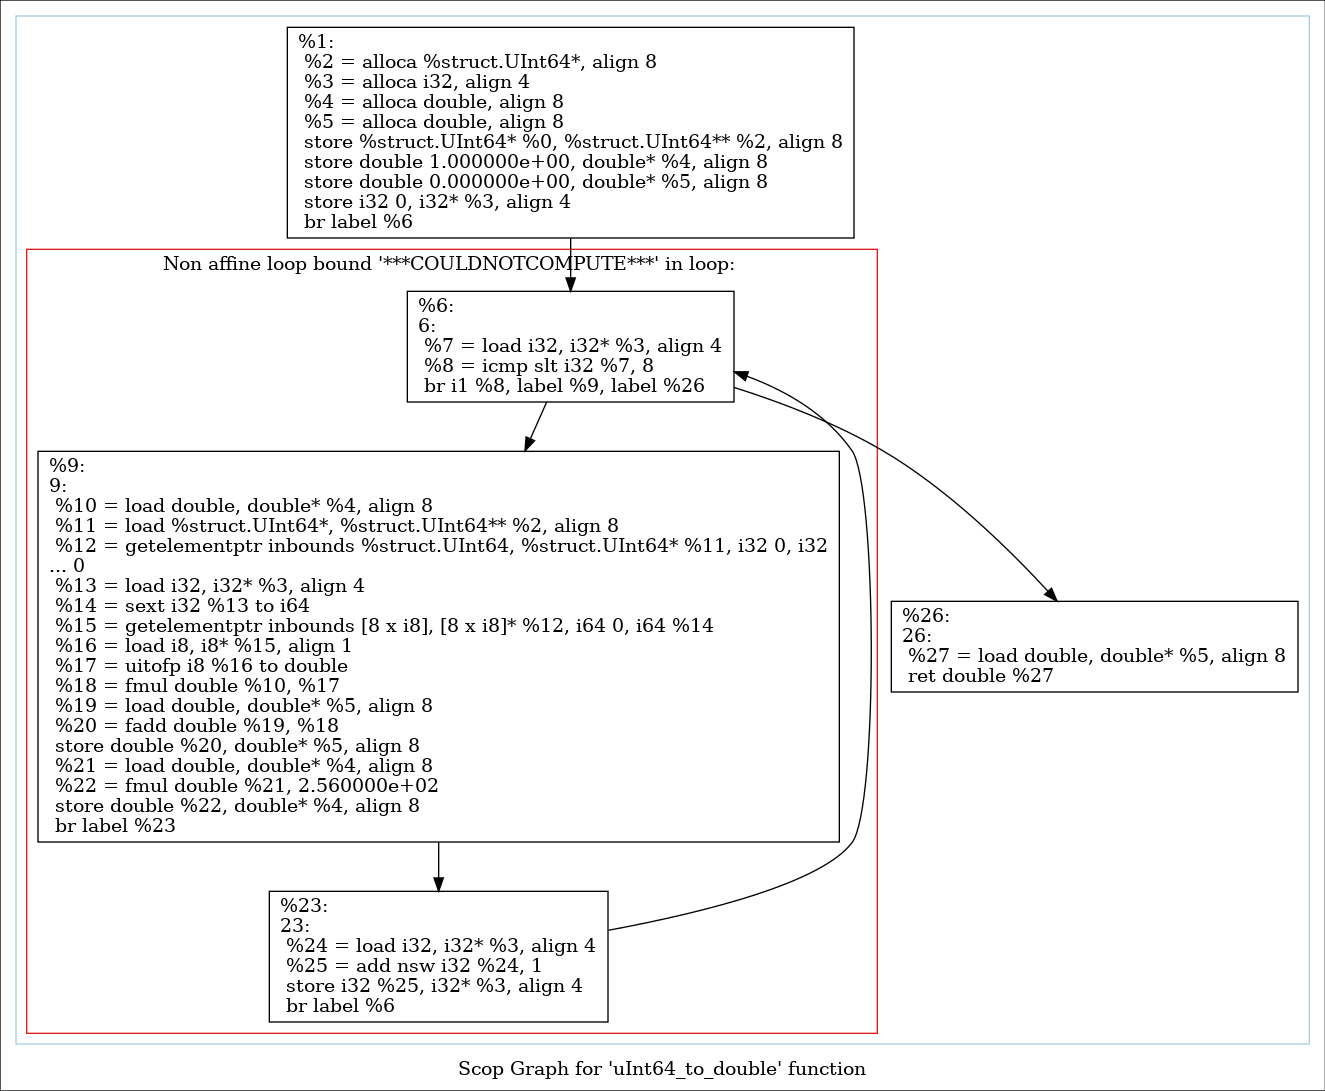 %1:
%2 = alloca %struct.UInt64*, align 8
%3 = alloca i32, align 4
%4 = alloca double, align 8
%5 = alloca double, align 8
store %struct.UInt64* %0, %struct.UInt64** %2, align 8
store double 1.000000e+00, double* %4, align 8
store double 0.000000e+00, double* %5, align 8
store i32 0, i32* %3, align 4
br label %6
Non affine loop bound '***COULDNOTCOMPUTE***' in loop:
%6:
6:
%7 = load i32, i32* %3, align 4
%8 = icmp slt i32 %7, 8
br i1 %8, label %9, label %26
%9:
9:
%10 = load double, double* %4, align 8
%11 = load %struct.UInt64*, %struct.UInt64** %2, align 8
%12 = getelementptr inbounds %struct.UInt64, %struct.UInt64* %11, i32 0, i32
... 0
%13 = load i32, i32* %3, align 4
%14 = sext i32 %13 to i64
%15 = getelementptr inbounds [8 x i8], [8 x i8]* %12, i64 0, i64 %14
%16 = load i8, i8* %15, align 1
%17 = uitofp i8 %16 to double
%18 = fmul double %10, %17
%19 = load double, double* %5, align 8
%20 = fadd double %19, %18
store double %20, double* %5, align 8
%21 = load double, double* %4, align 8
%22 = fmul double %21, 2.560000e+02
store double %22, double* %4, align 8
br label %23
%26:
26:
%27 = load double, double* %5, align 8
ret double %27
%23:
23:
%24 = load i32, i32* %3, align 4
%25 = add nsw i32 %24, 1
store i32 %25, i32* %3, align 4
br label %6
Scop Graph for 'uInt64_to_double' function